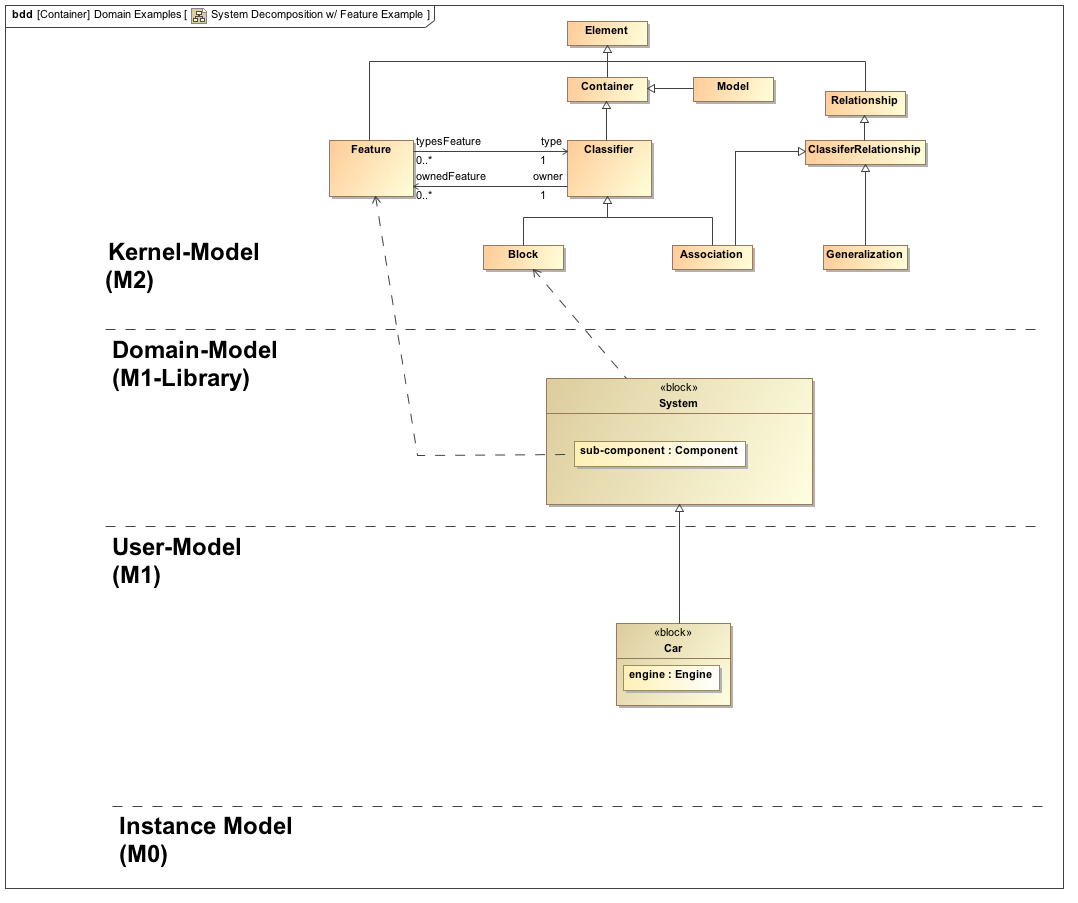 bdd [Container] Domain Examples [ System Decomposition w/ Feature Example ]
Element
Container
Model
Relationship
Feature
typesFeature
type
0..*
1
ownedFeature
owner
0..*
1
Classifier
ClassiferRelationship
Block
Association
Generalization
Kernel-Model
(M2)
Domain-Model
(M1-Library)
«block»
System
sub-component : Component
User-Model
(M1)
«block»
Car
engine : Engine
Instance Model
(M0)